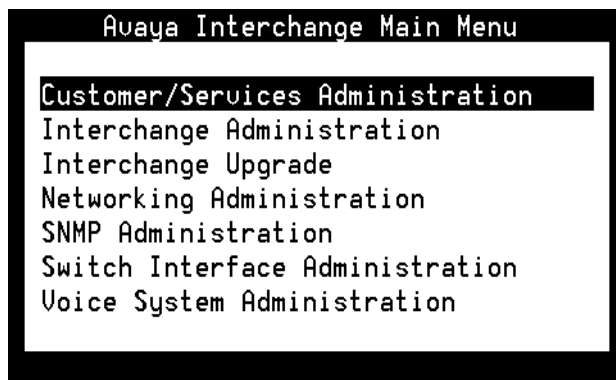 Avaya Interchange Main Menu
Customer/Services Administration
Interchange Administration
Interchange Upgrade
Networking Administration
SNMP Administration
Switch Interface Administration
Voice System Administration